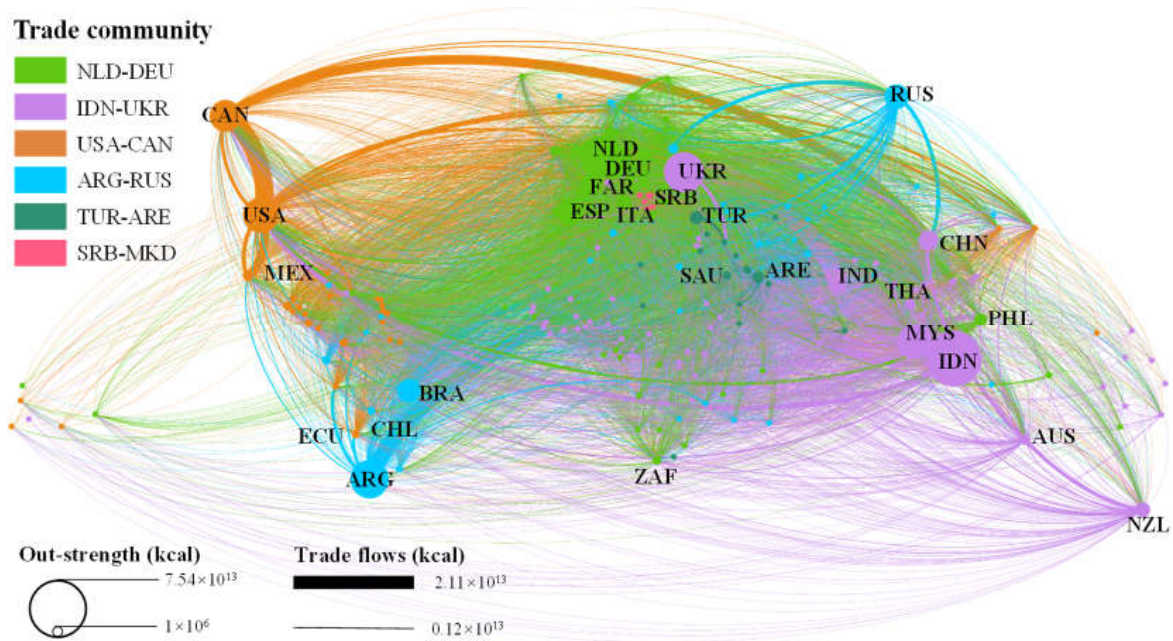 Trade community
NLD-DEU
IDN-UKR
USA-CAN
ARG-RUS
TUR-ARE
SRB-MKD
CAN
RUS
NLD
DEU
UKR
FAR
SRB
USA
ESP
ITA
TUR
CHN
MEX
SAU
ARE
IND
THA
PHL
MYS
IDN
BRA
ECU
CHL
AUS
ARG
ZAF
NZL
Out-strength (kcal)
7.54×10¹³
1×10⁶
Trade flows (kcal)
2.11×10¹³
0.12×10¹³